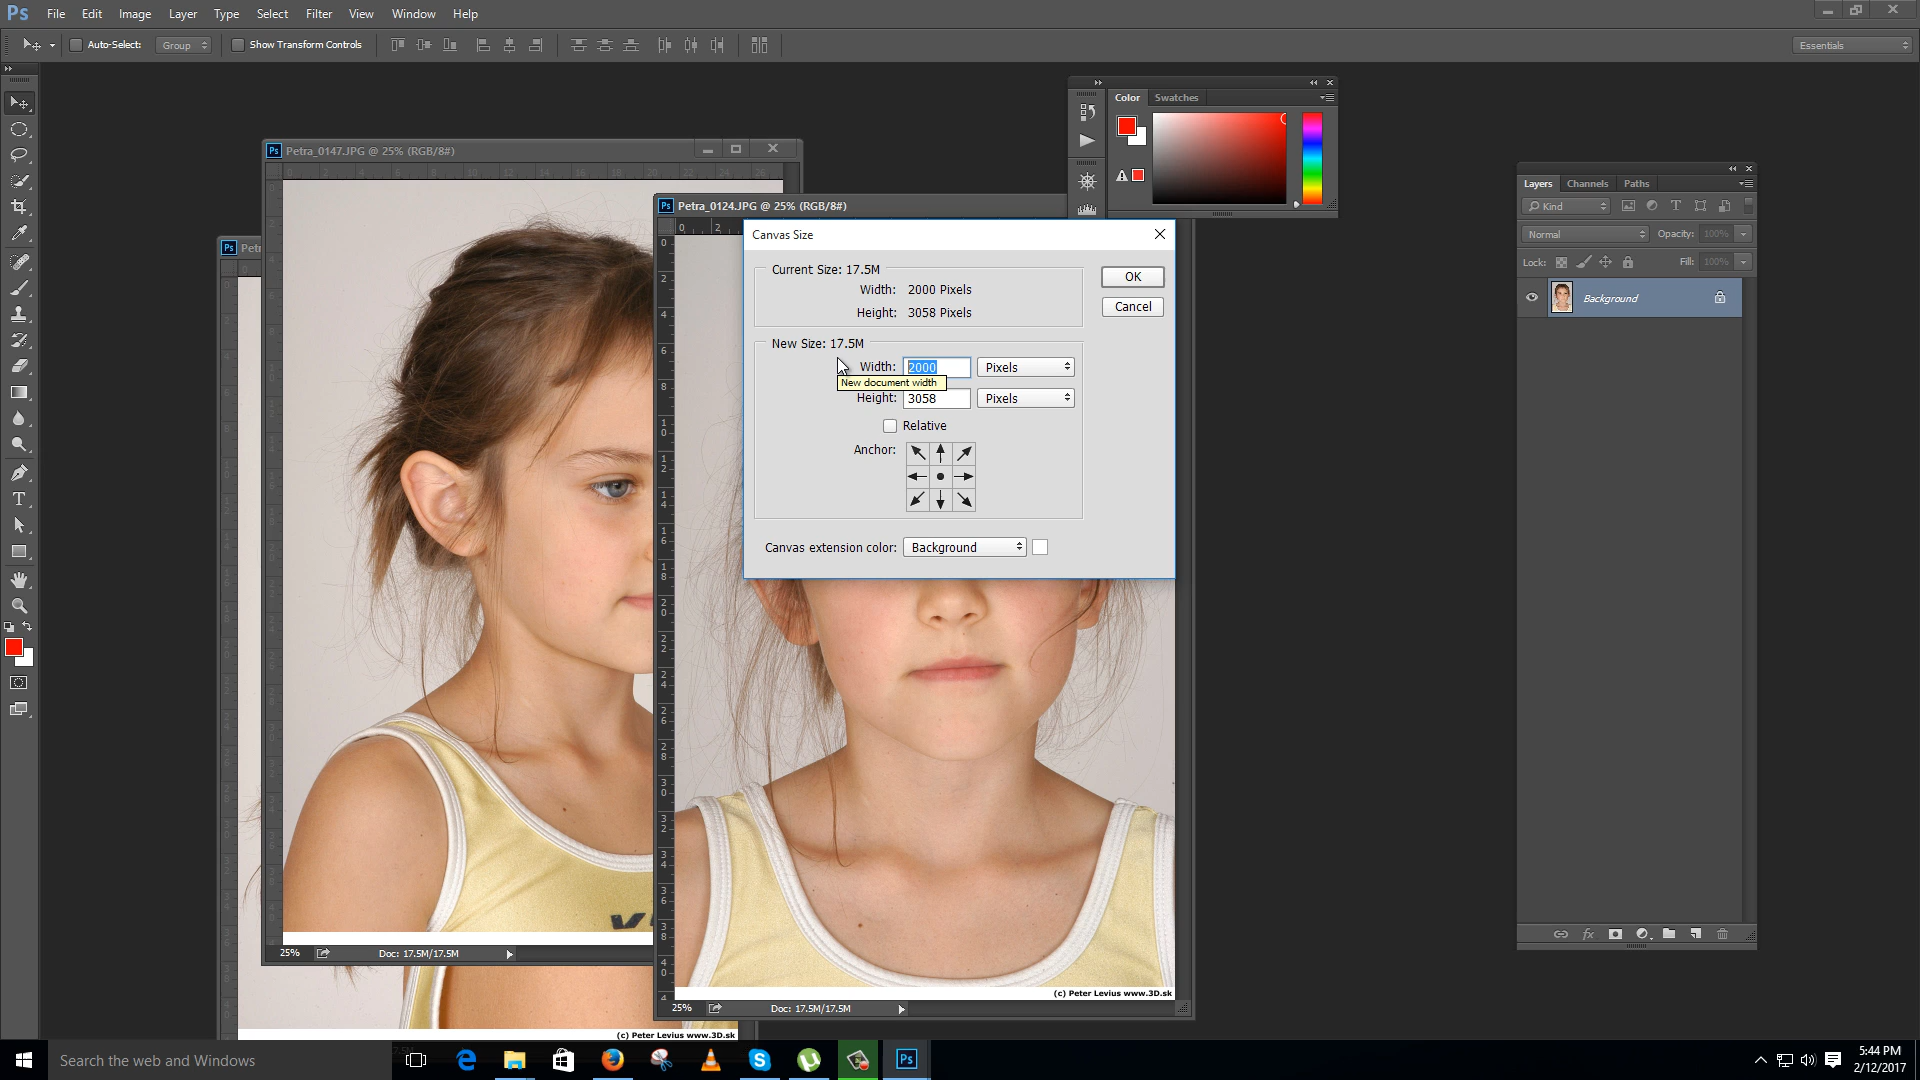 Ps File Edit Image Layer Type Select Filter View Window Help
Auto-Select: Group Show Transform Controls Essentials
Color Swatches
Ps Petra_0147.JPG @ 25% (RGB/8#)
Layers Channels Paths
Kind
Normal Opacity: 100%
Lock: Fill: 100%
Background
Ps Petra_0124.JPG @ 25% (RGB/8#)
Ps Petr
Canvas Size
Current Size: 17.5M
Width: 2000 Pixels
Height: 3058 Pixels
OK
Cancel
New Size: 17.5M
Width: 2000 Pixels
New document width
Height: 3058 Pixels
Relative
Anchor:
Canvas extension color: Background
25% Doc: 17.5M/17.5M
(c) Peter Levius www.3D.sk
25% Doc: 17.5M/17.5M
(c) Peter Levius www.3D.sk
Search the web and Windows
5:44 PM
2/12/2017